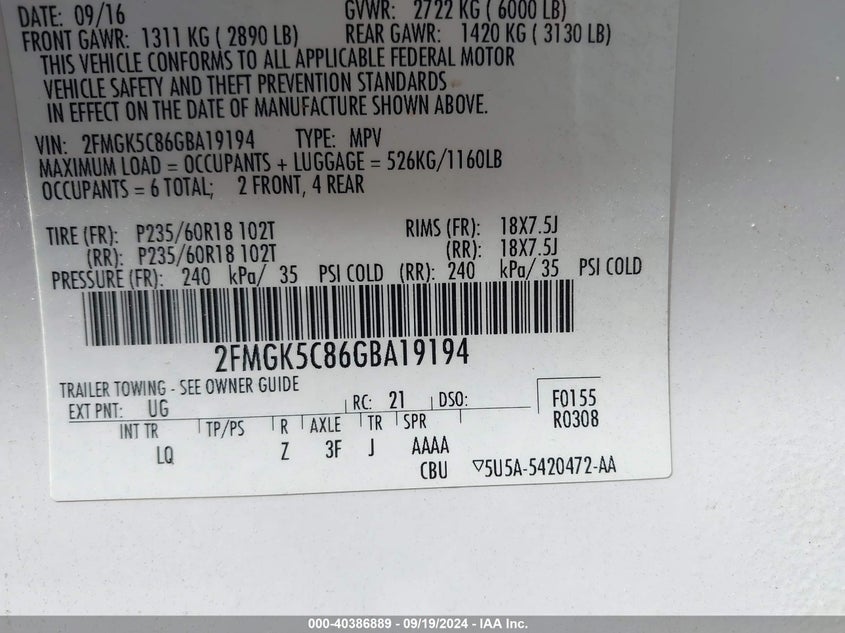 DATE: 09/16 GVWR: 2722 KG ( 6000 LB)
FRONT GAWR: 1311 KG ( 2890 LB) REAR GAWR: 1420 KG ( 3130 LB)
THIS VEHICLE CONFORMS TO ALL APPLICABLE FEDERAL MOTOR
VEHICLE SAFETY AND THEFT PREVENTION STANDARDS
IN EFFECT ON THE DATE OF MANUFACTURE SHOWN ABOVE.
VIN: 2FMGK5C86GBA19194 TYPE: MPV
MAXIMUM LOAD = OCCUPANTS + LUGGAGE = 526KG/1160LB
OCCUPANTS = 6 TOTAL; 2 FRONT, 4 REAR
TIRE (FR): P235/60R18 102T RIMS (FR): 18X7.5J
(RR): P235/60R18 102T (RR): 18X7.5J
PRESSURE (FR): 240 kPa/ 35 PSI COLD (RR): 240 kPa/ 35 PSI COLD
2FMGK5C86GBA19194
TRAILER TOWING - SEE OWNER GUIDE
EXT PNT: UG RC: 21 DSO: F0155
R0308
INT TR TP/PS R AXLE TR SPR
LQ Z 3F J AAAA
CBU ▽5U5A-5420472-AA
000-40386889 - 09/19/2024 - IAA Inc.